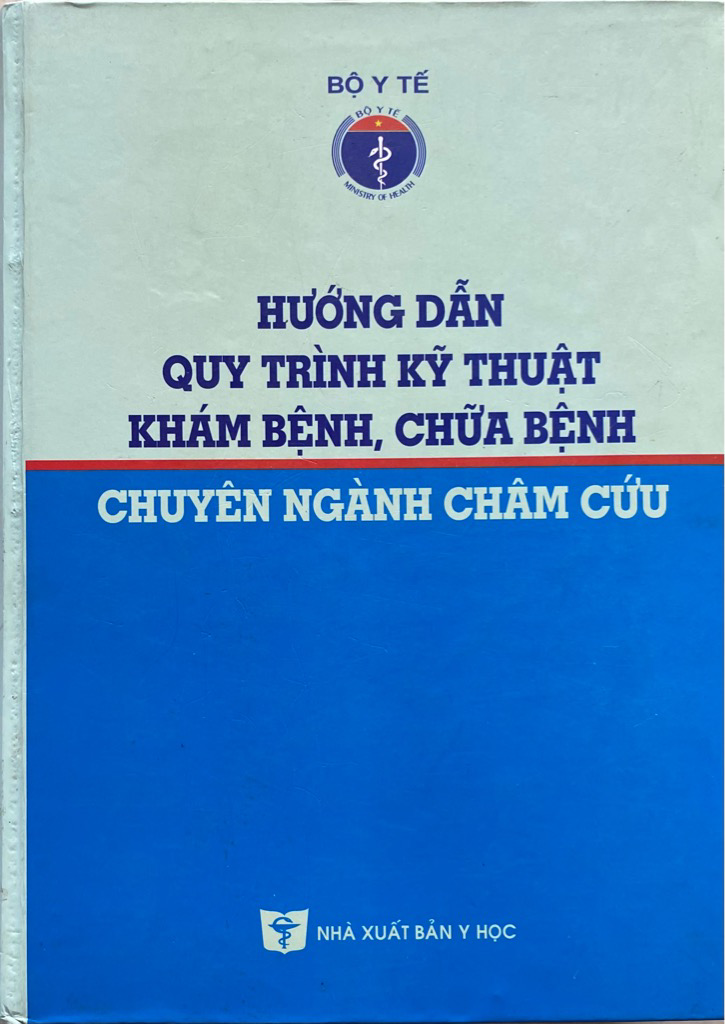 BỘ Y TẾ
BỘ Y TẾ
MINISTRY OF HEALTH
HƯỚNG DẪN
QUY TRÌNH KỸ THUẬT
KHÁM BỆNH, CHỮA BỆNH
CHUYÊN NGÀNH CHÂM CỨU
NHÀ XUẤT BẢN Y HỌC